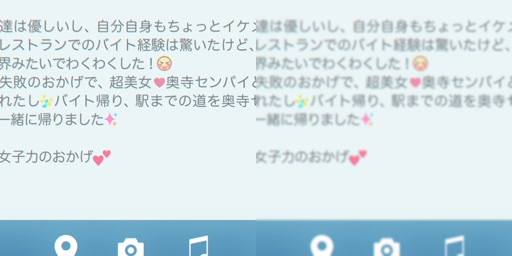 達は優しいし、自分自身もちょっとイケメ
レストランでのバイト経験は驚いたけど、
界みたいでわくわくした！
失敗のおかげで、超美女❤奥寺センパイと
れたし🎶バイト帰り、駅までの道を奥寺セ
一緒に帰りました✨
女子力のおかげ💕
達は優しいし、自分自身もちょっとイケメ
レストランでのバイト経験は驚いたけど、
界みたいでわくわくした！
失敗のおかげで、超美女❤奥寺センパイと
れたし🎶バイト帰り、駅までの道を奥寺セ
一緒に帰りました✨
女子力のおかげ💕